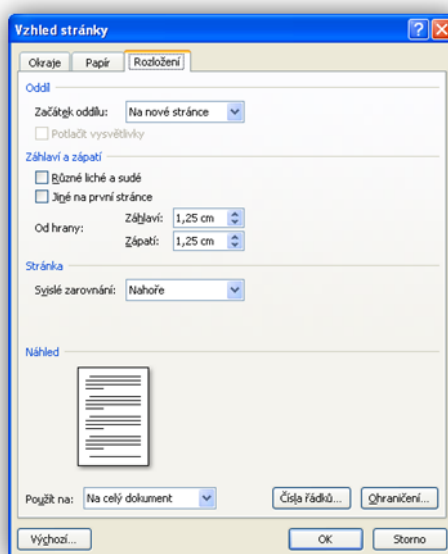 Vzhled stránky
Okraje Papír Rozložení
Oddíl
Začátek oddílu: Na nové stránce
Potlačit vysvětlivky
Záhlaví a zápatí
Různé liché a sudé
Jiné na první stránce
Od hrany: Záhlaví: 1,25 cm
Zápatí: 1,25 cm
Stránka
Svislé zarovnání: Nahoře
Náhled
Použít na: Na celý dokument Čísla řádků... Ohraničení...
Výchozí... OK Storno